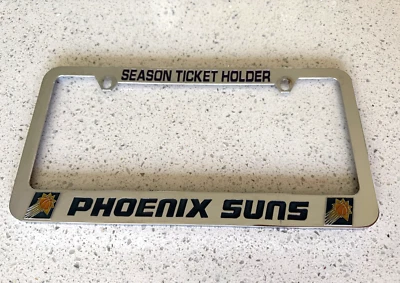 SEASON TICKET HOLDER
PHOENIX SUNS